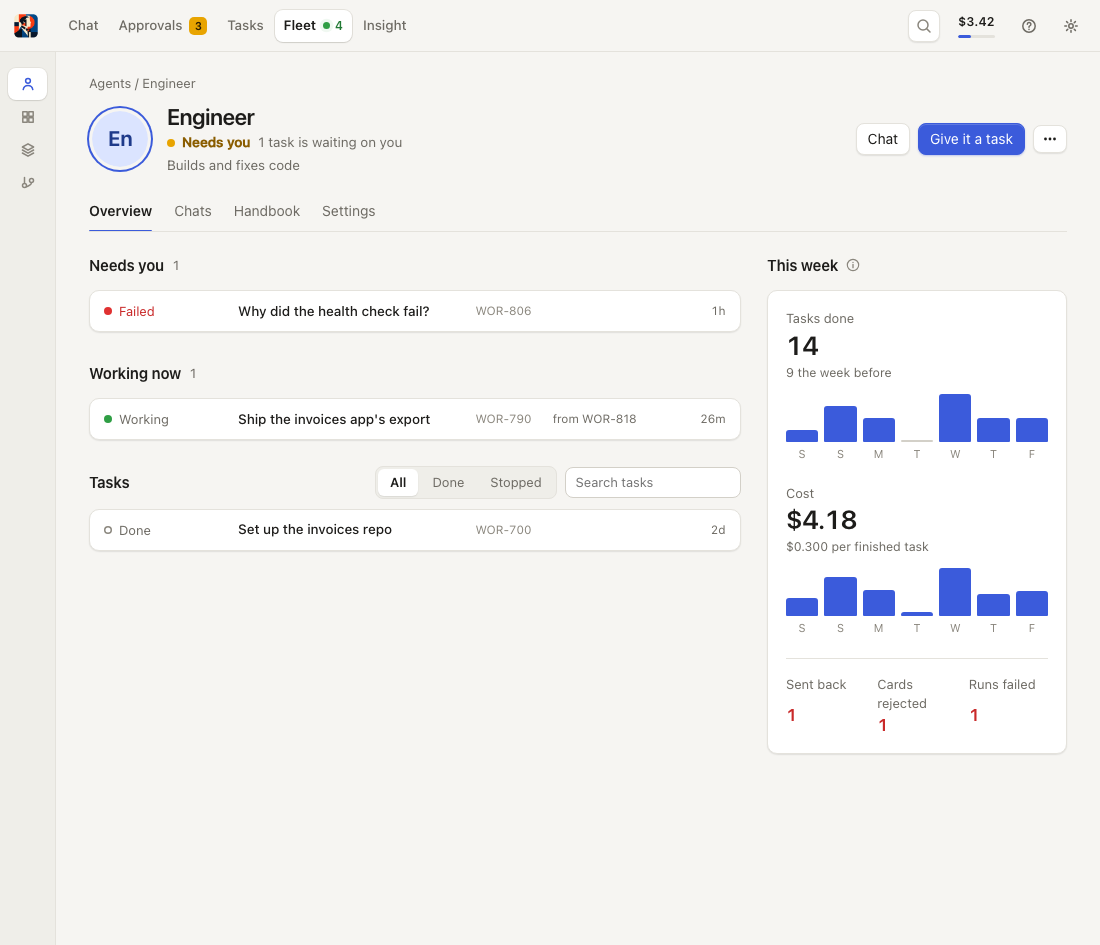 Chat
Approvals 3
Tasks
Fleet 4
Insight
$3.42
Agents / Engineer
En
Engineer
Needs you 1 task is waiting on you
Builds and fixes code
Chat
Give it a task
Overview
Chats
Handbook
Settings
Needs you 1
Failed Why did the health check fail? WOR-806 1h
Working now 1
Working Ship the invoices app's export WOR-790 from WOR-818 26m
Tasks
All Done Stopped
Search tasks
Done Set up the invoices repo WOR-700 2d
This week
Tasks done
14
9 the week before
S S M T W T F
Cost
$4.18
$0.300 per finished task
S S M T W T F
Sent back
1
Cards
rejected
1
Runs failed
1